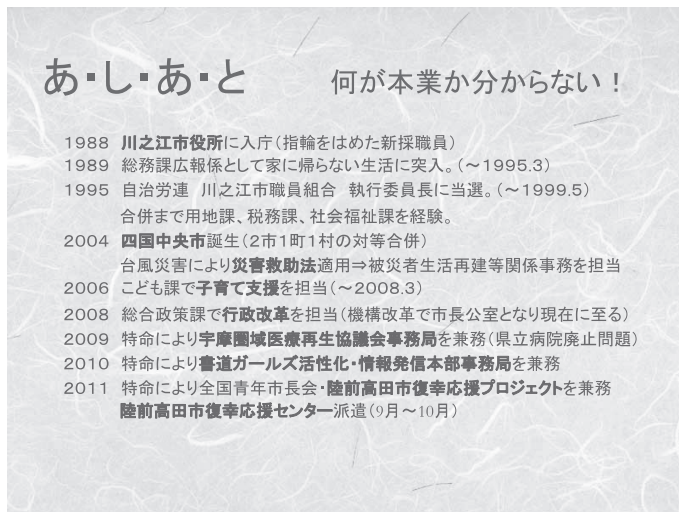 あ・し・あ・と　何が本業か分からない！
1988 川之江市役所に入庁（指輪をはめた新採職員）
1989 総務課広報係として家に帰らない生活に突入。（～1995.3）
1995 自治労連　川之江市職員組合　執行委員長に当選。（～1999.5）
合併まで用地課、税務課、社会福祉課を経験。
2004 四国中央市誕生（2市1町1村の対等合併）
台風災害により災害救助法適用⇒被災者生活再建等関係事務を担当
2006 こども課で子育て支援を担当（～2008.3）
2008 総合政策課で行政改革を担当（機構改革で市長公室となり現在に至る）
2009 特命により宇摩圏域医療再生協議会事務局を兼務（県立病院廃止問題）
2010 特命により書道ガールズ活性化・情報発信本部事務局を兼務
2011 特命により全国青年市長会・陸前高田市復幸応援プロジェクトを兼務
陸前高田市復幸応援センター派遣（9月～10月）